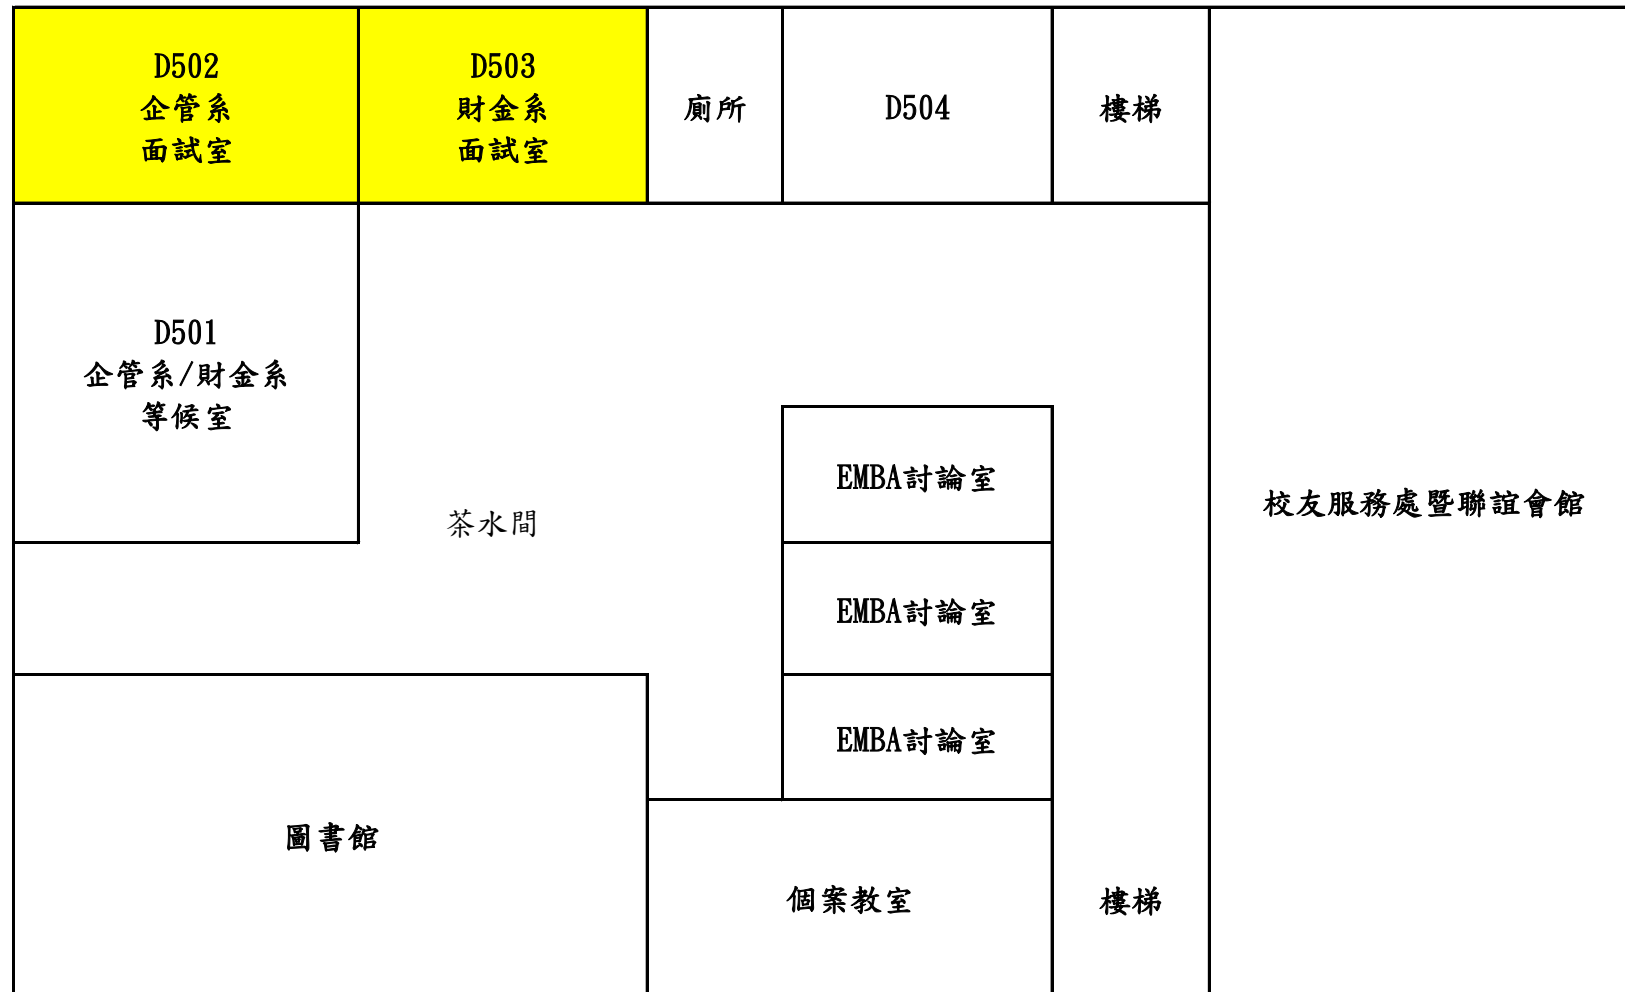 D502
企管系
面試室
D503
財金系
面試室
廁所
D504
樓梯
D501
企管系/財金系
等候室
茶水間
EMBA討論室
EMBA討論室
EMBA討論室
校友服務處暨聯誼會館
圖書館
個案教室
樓梯